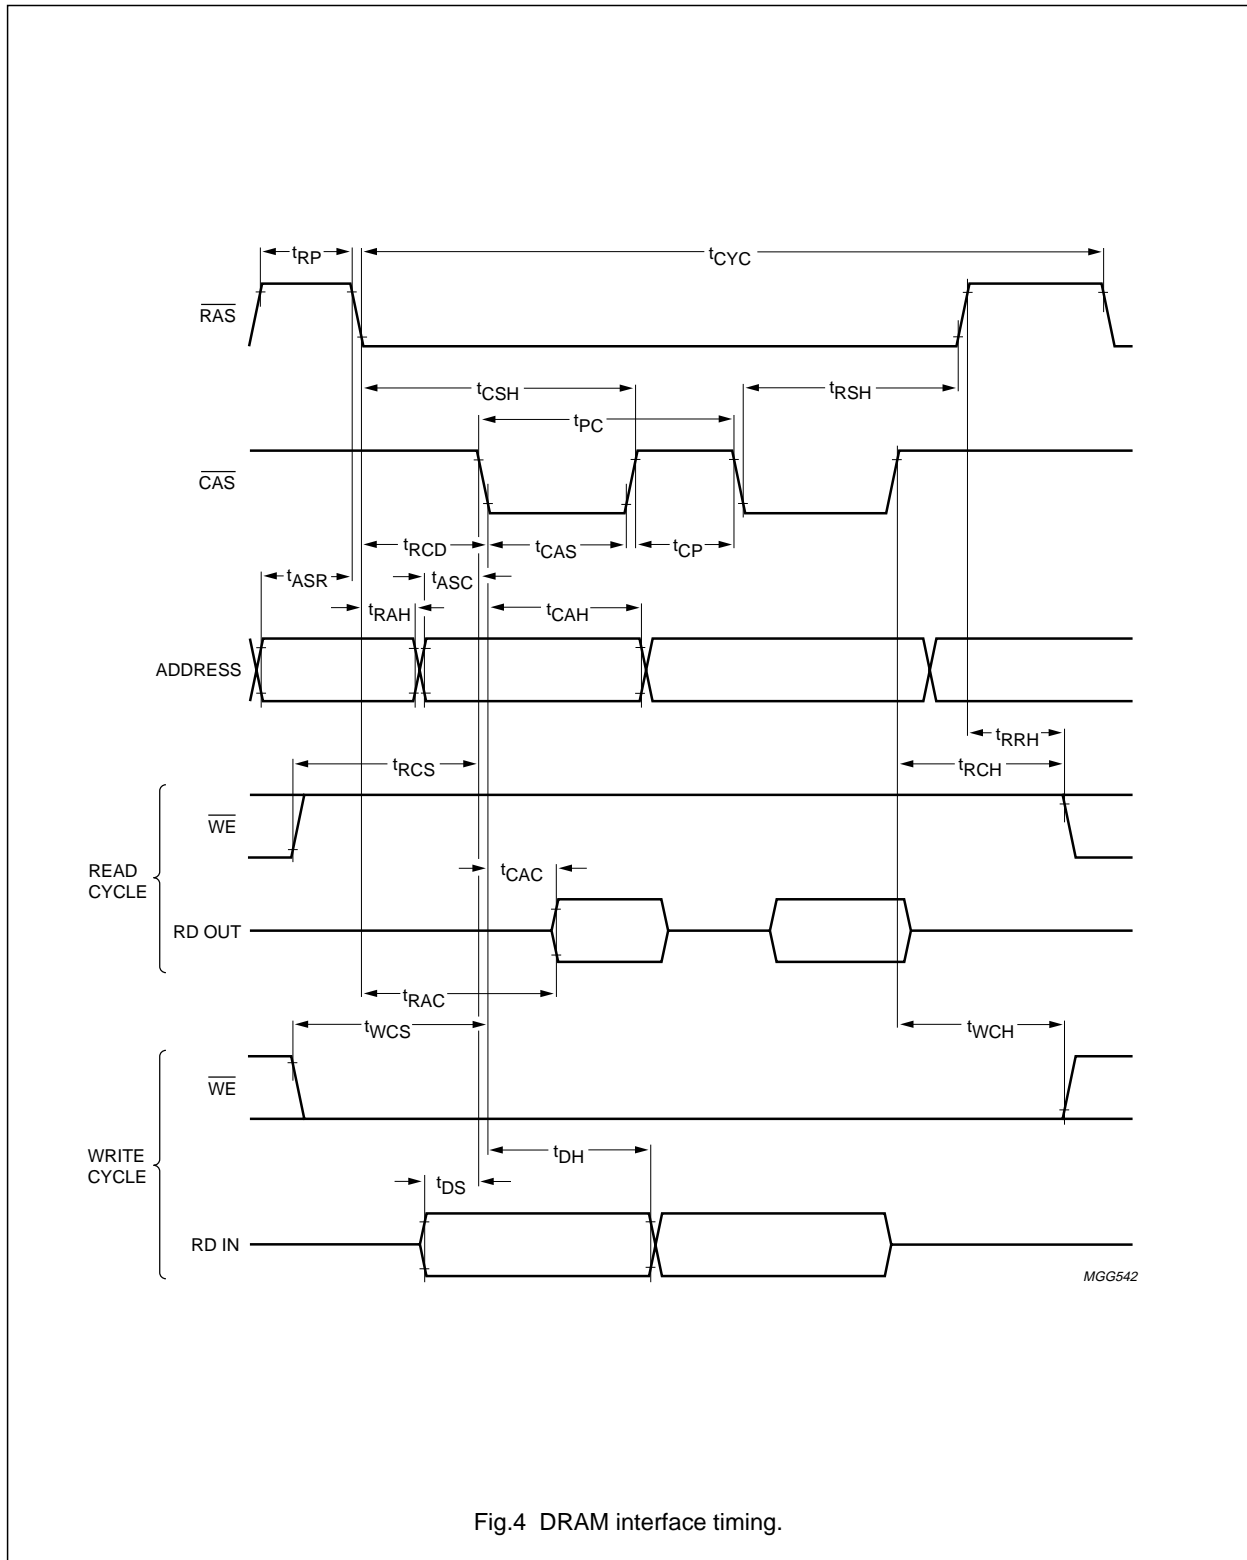 tRP
tCYC
RAS
tCSH
tRSH
tPC
CAS
tRCD
tCAS
tCP
tASR
tASC
tRAH
tCAH
ADDRESS
tRRH
tRCS
tRCH
WE
READ
CYCLE
tCAC
RD OUT
tRAC
tWCS
tWCH
WE
WRITE
CYCLE
tDH
tDS
RD IN
MGG542
Fig.4 DRAM interface timing.